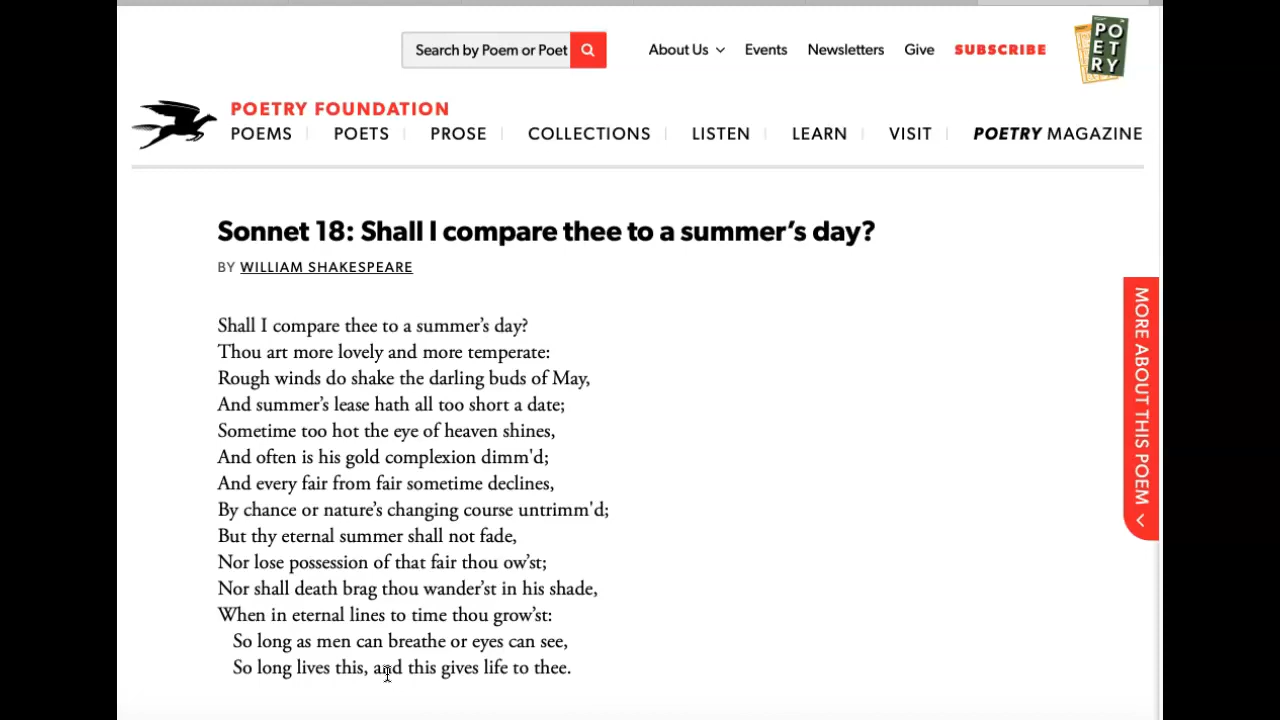 Search by Poem or Poet
About Us
Events
Newsletters
Give
SUBSCRIBE
PO
ET
RY
POETRY FOUNDATION
POEMS
POETS
PROSE
COLLECTIONS
LISTEN
LEARN
VISIT
POETRY MAGAZINE
Sonnet 18: Shall I compare thee to a summer’s day?
BY WILLIAM SHAKESPEARE
Shall I compare thee to a summer’s day?
Thou art more lovely and more temperate:
Rough winds do shake the darling buds of May,
And summer’s lease hath all too short a date;
Sometime too hot the eye of heaven shines,
And often is his gold complexion dimm'd;
And every fair from fair sometime declines,
By chance or nature’s changing course untrimm'd;
But thy eternal summer shall not fade,
Nor lose possession of that fair thou ow’st;
Nor shall death brag thou wander’st in his shade,
When in eternal lines to time thou grow’st:
So long as men can breathe or eyes can see,
So long lives this, and this gives life to thee.
MORE ABOUT THIS POEM